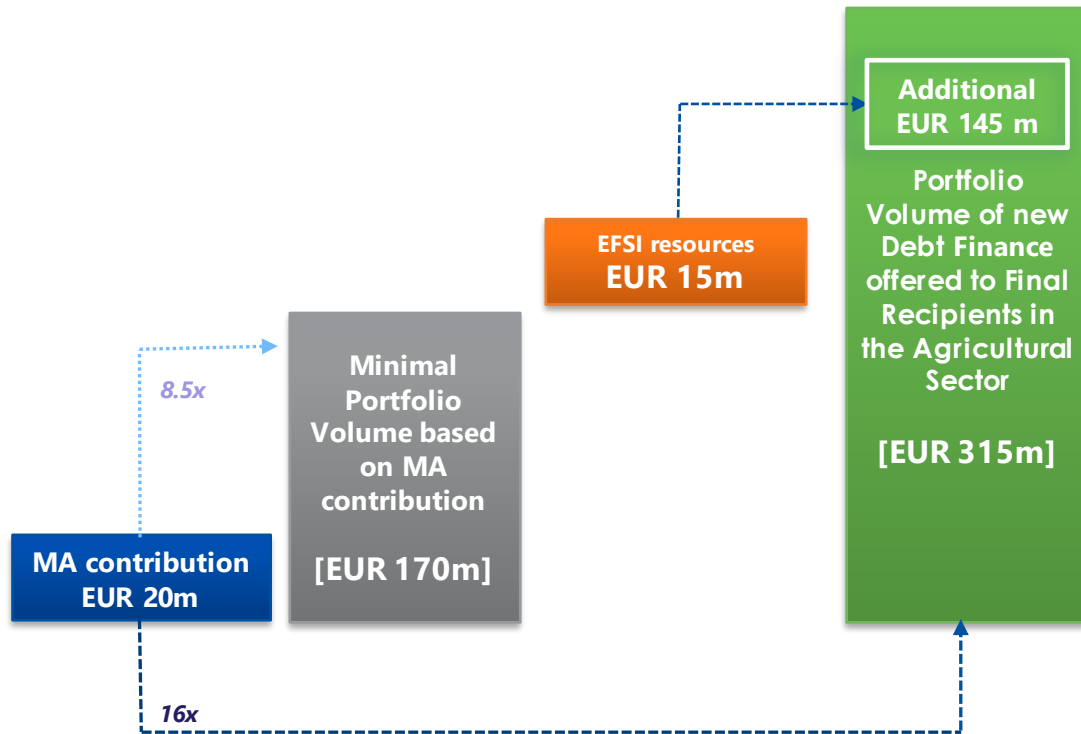 MA contribution
EUR 20m
8.5x
16x
Minimal
Portfolio
Volume based
on MA
contribution
[EUR 170m]
EFSI resources
EUR 15m
Additional
EUR 145 m
Portfolio
Volume of new
Debt Finance
offered to Final
Recipients in
the Agricultural
Sector
[EUR 315m]